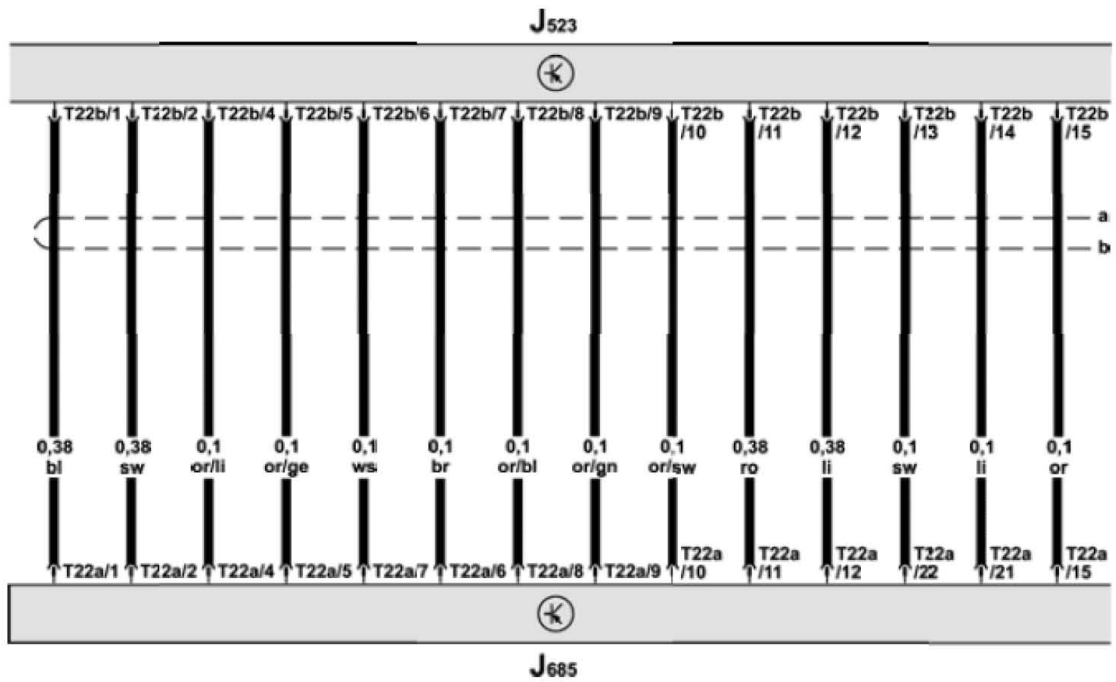 J523
T22b/1 T22b/2 T22b/4 T22b/5 T22b/6 T22b/7 T22b/8 T22b/9 T22b T22b T22b T22b T22b T22b
/10 /11 /12 /13 /14 /15
a
b
0,38 0,38 0,1 0,1 0,1 0,1 0,1 0,1 0,1 0,38 0,38 0,1 0,1 0,1
bl sw or/li or/ge ws br or/bl or/gn or/sw ro li sw li or
T22a T22a T22a T22a T22a T22a
T22a/1 T22a/2 T22a/4 T22a/5 T22a/7 T22a/6 T22a/8 T22a/9 /10 /11 /12 /22 /21 /15
J685